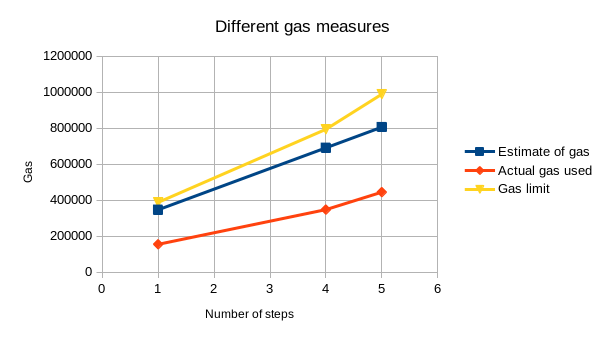 Different gas measures
1200000
1000000
800000
600000
400000
200000
0
Gas
0 1 2 3 4 5 6
Number of steps
Estimate of gas
Actual gas used
Gas limit